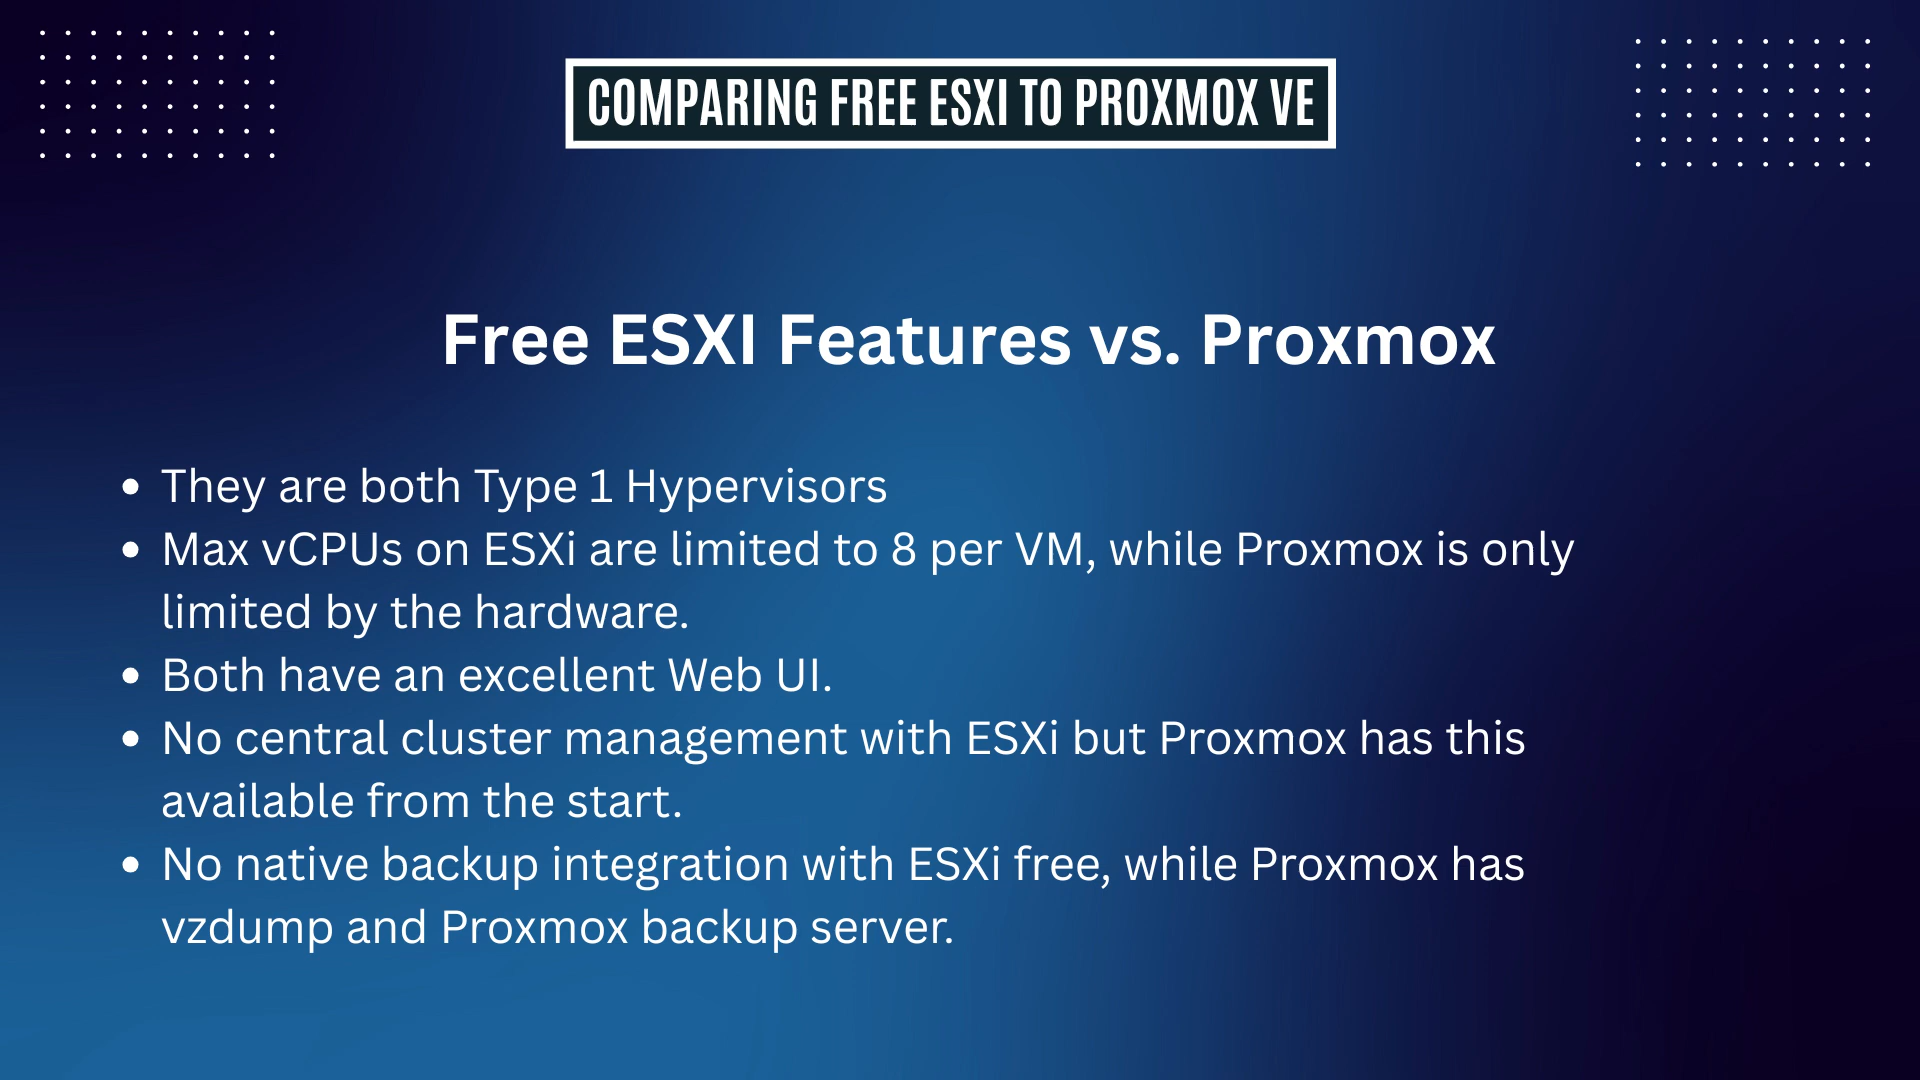 COMPARING FREE ESXI TO PROXMOX VE
Free ESXI Features vs. Proxmox
• They are both Type 1 Hypervisors
• Max vCPUs on ESXi are limited to 8 per VM, while Proxmox is only
limited by the hardware.
• Both have an excellent Web UI.
• No central cluster management with ESXi but Proxmox has this
available from the start.
• No native backup integration with ESXi free, while Proxmox has
vzdump and Proxmox backup server.